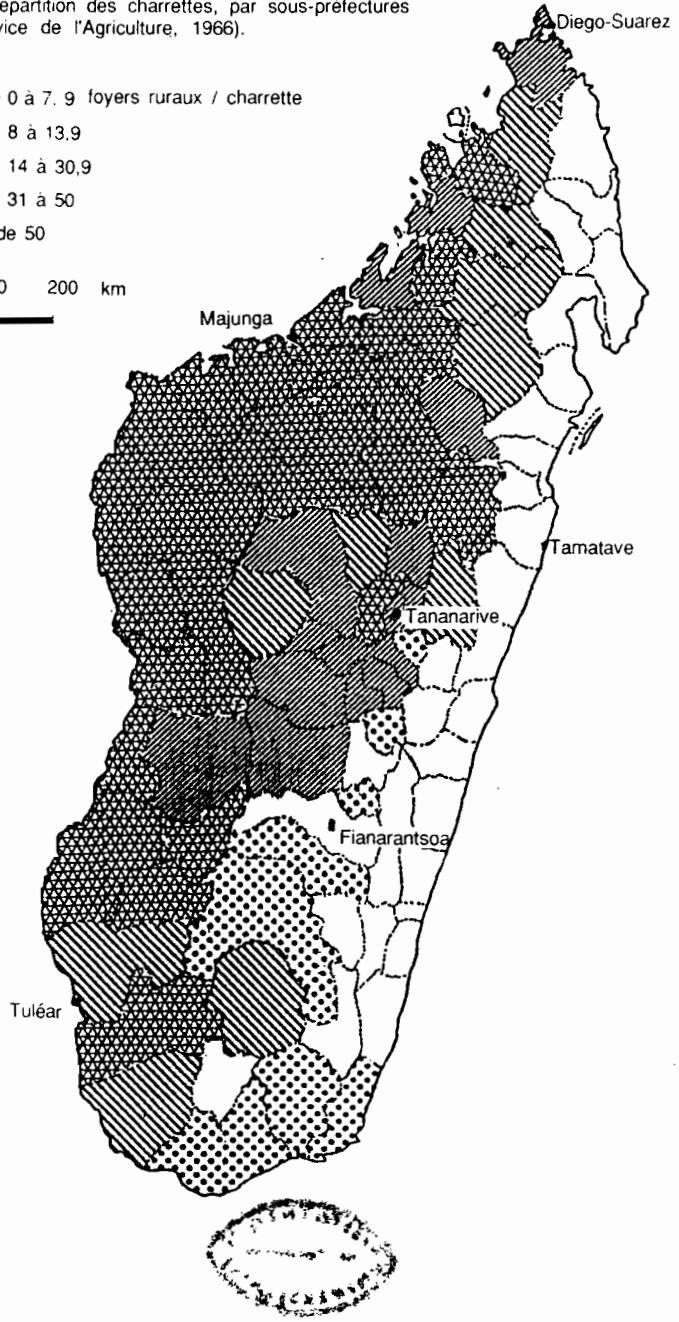 épartition des charrettes, par sous-préfectures
vice de l'Agriculture, 1966).
0 à 7. 9 foyers ruraux / charrette
8 à 13.9
14 à 30,9
31 à 50
de 50
0 200 km
Diego-Suarez
Majunga
Tamatave
Tananarive
Fianarantsoa
Tuléar